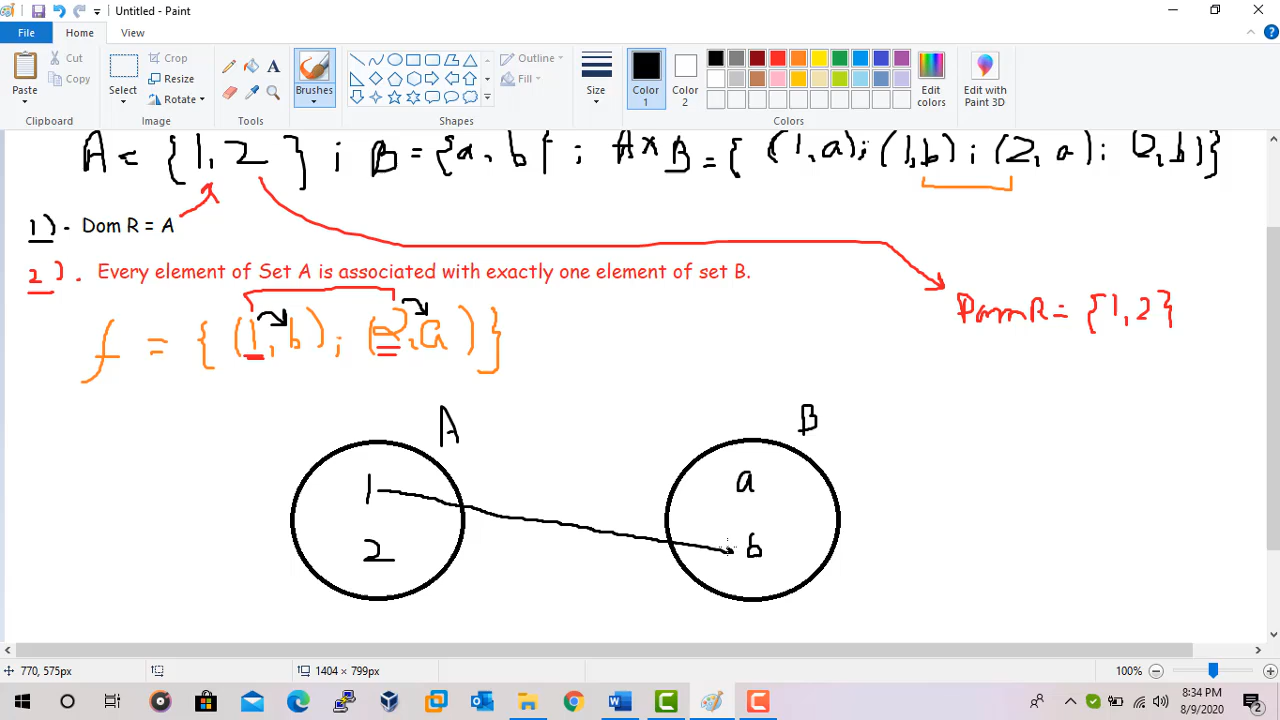 Untitled - Paint
File Home View
Paste Cut Copy Clipboard
Select Crop Resize Rotate Image
Tools
Brushes
Shapes Outline Fill
Size
Color 1 Color 2 Edit colors Edit with Paint 3D
Colors
A = {1, 2 } ; B = {a, b } ; A x B = { (1, a); (1, b) ; (2, a) ; (2, b)}
1) - Dom R = A
2). Every element of Set A is associated with exactly one element of set B.
Dom R = {1, 2}
f = { (1, b) ; (2, a) }
A B
1 a
2 b
770, 575px 1404 × 799px 100%
8:34 PM
8/9/2020
2